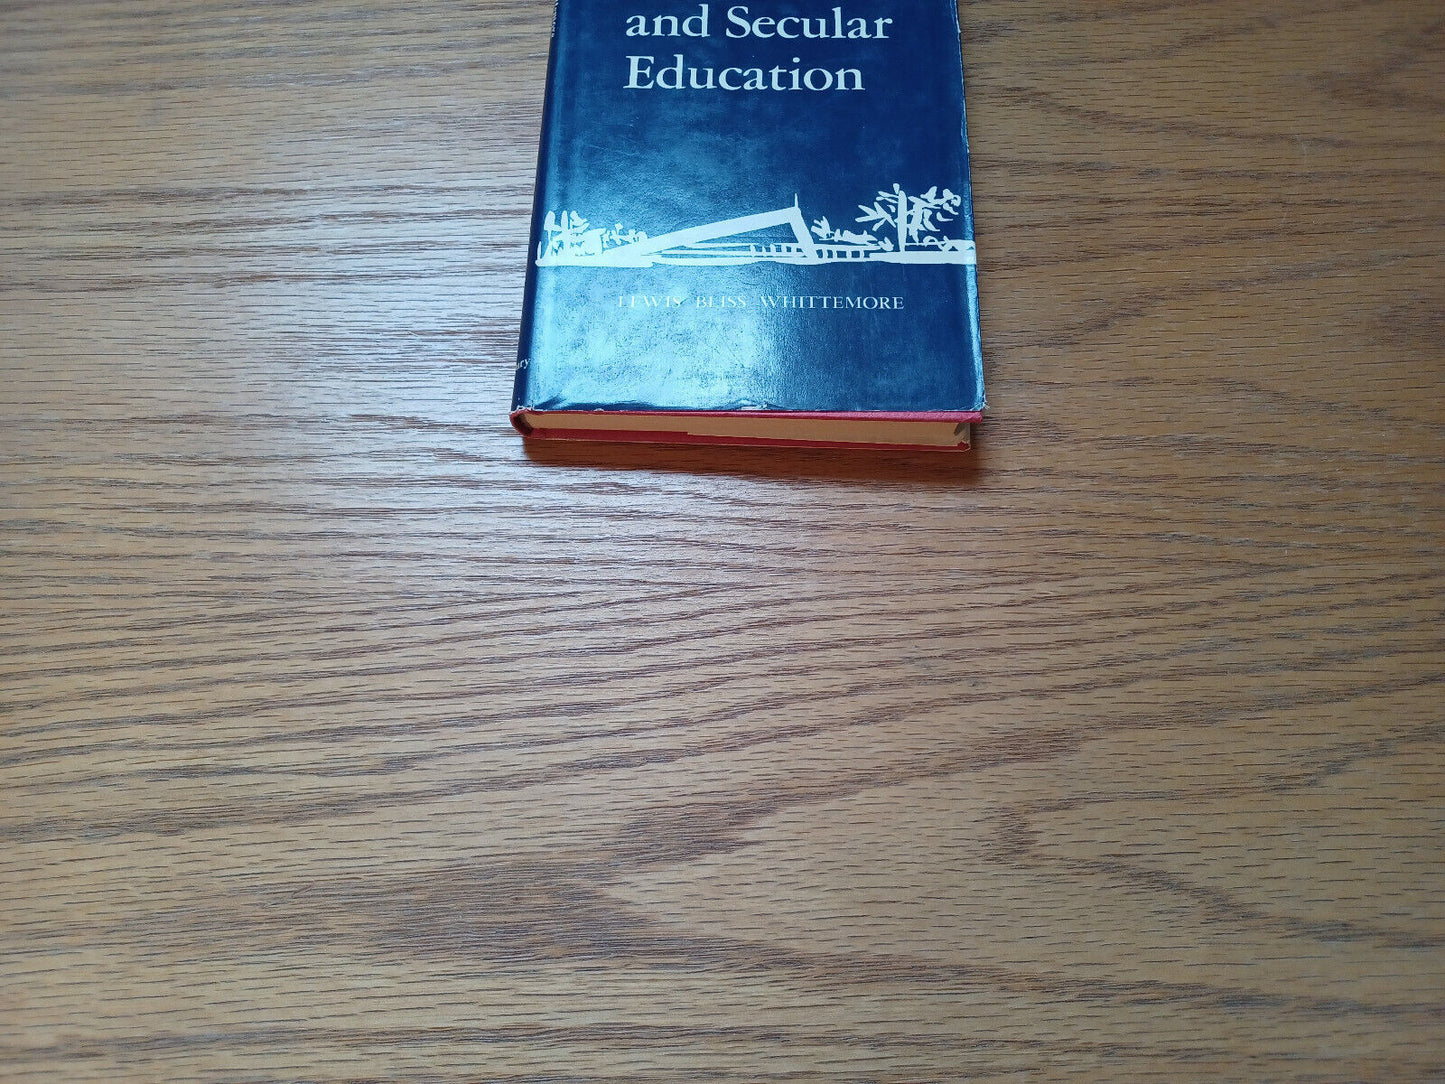 and Secular
Education
LEWIS BLISS WHITTEMORE